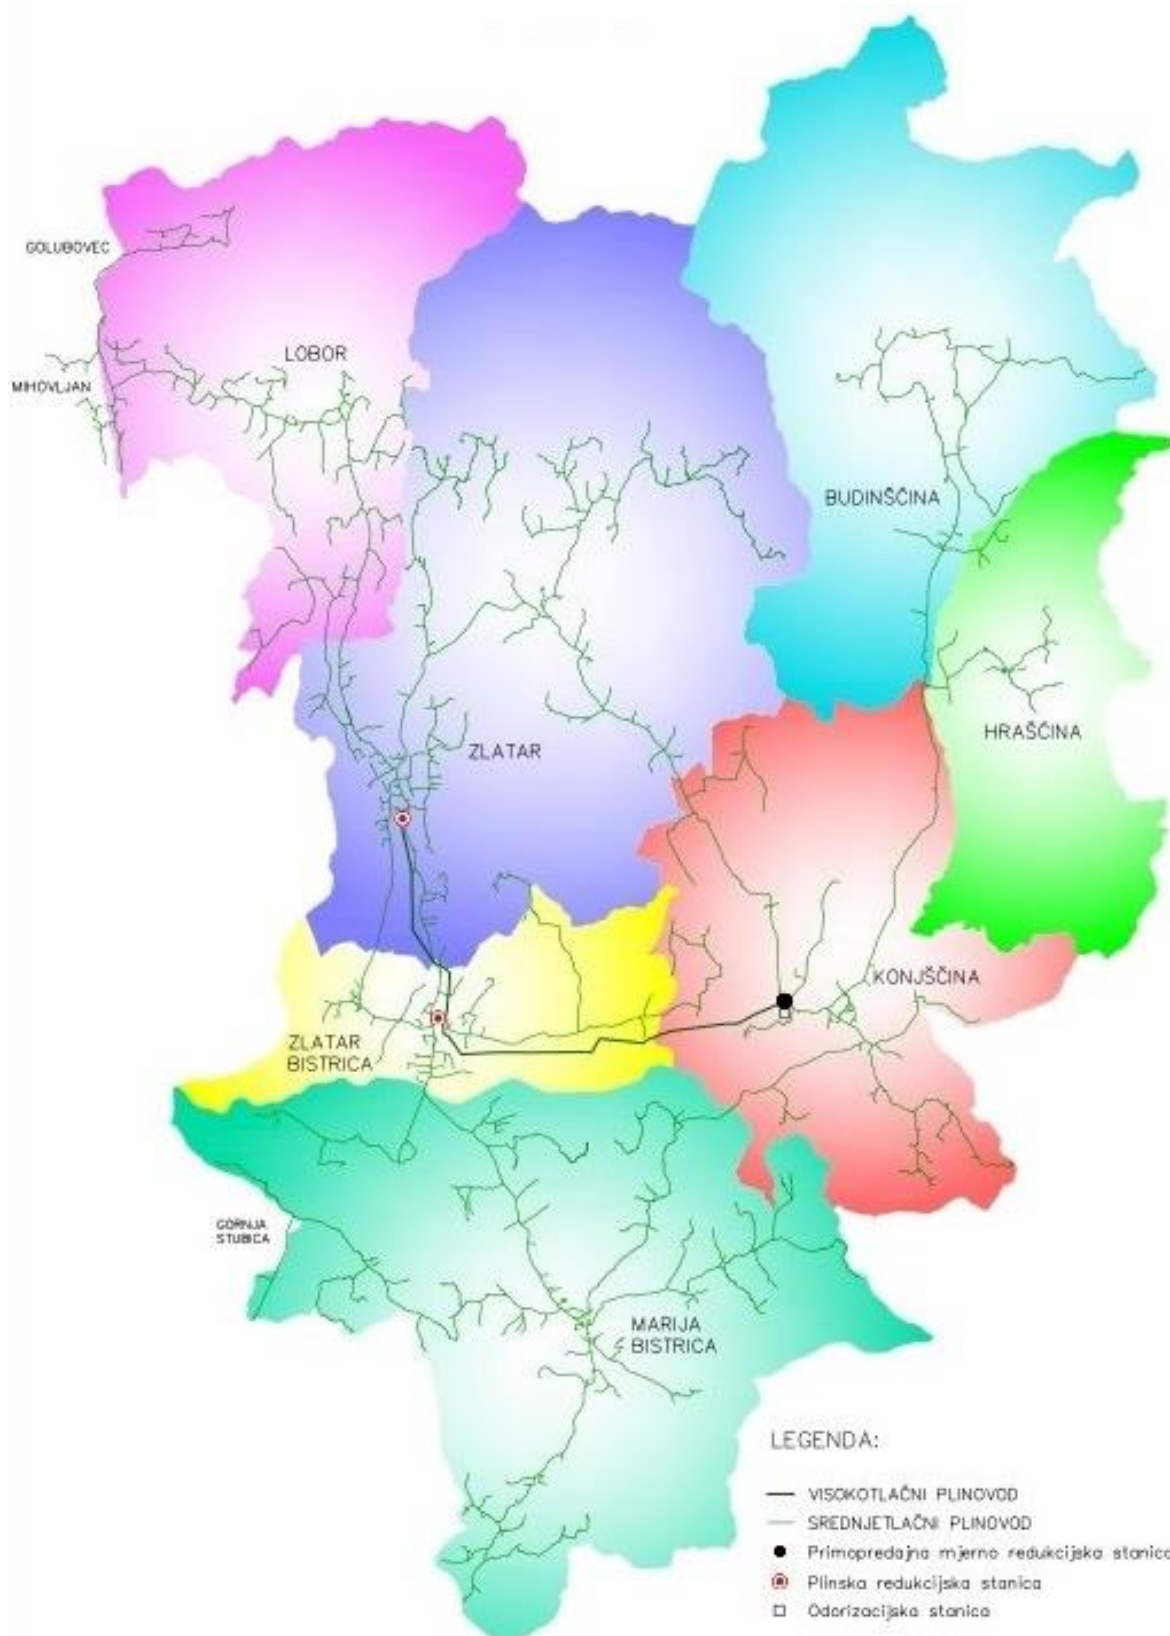 GOLUBOVEC
LOBOR
MIHOVLJAN
BUDINŠČINA
HRAŠČINA
ZLATAR
KONJŠČINA
ZLATAR
BISTRICA
GORNJA
STUBICA
MARIJA
BISTRICA
LEGENDA:
VISOKOTLAČNI PLINOVOD
SREDNJETLAČNI PLINOVOD
Primopredajna mjerno redukcijska stanica
Plinska redukcijska stanica
Odorizacijska stanica